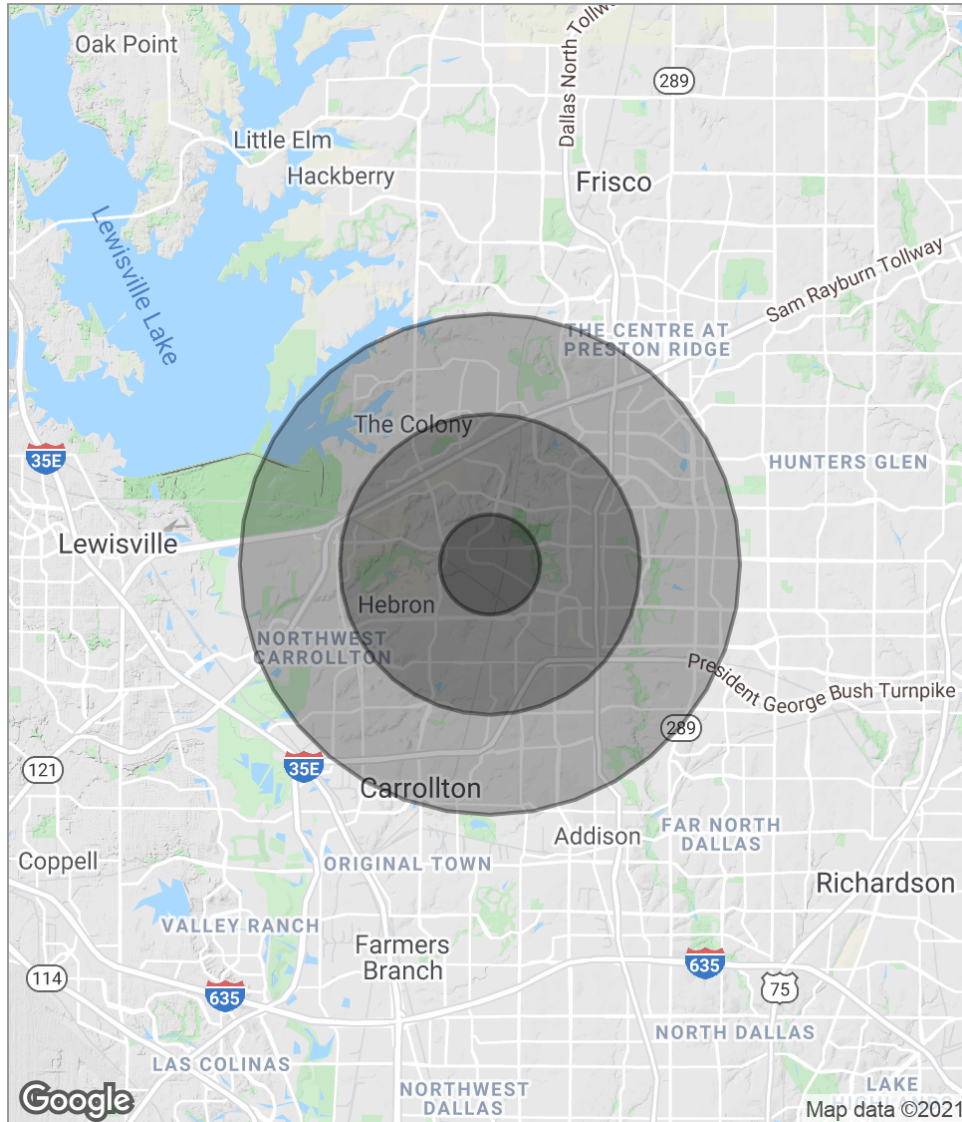 Oak Point
Dallas North Tollway
289
Little Elm
Hackberry
Frisco
Lewisville Lake
Sam Rayburn Tollway
THE CENTRE AT
PRESTON RIDGE
The Colony
35E
HUNTERS GLEN
Lewisville
Hebron
NORTHWEST
CARROLLTON
President George Bush Turnpike
289
35E
121
Carrollton
Addison
FAR NORTH
DALLAS
Coppell
ORIGINAL TOWN
Richardson
VALLEY RANCH
Farmers
Branch
635
114
635
75
NORTH DALLAS
LAS COLINAS
NORTHWEST
DALLAS
LAKE
Google
Map data ©2021